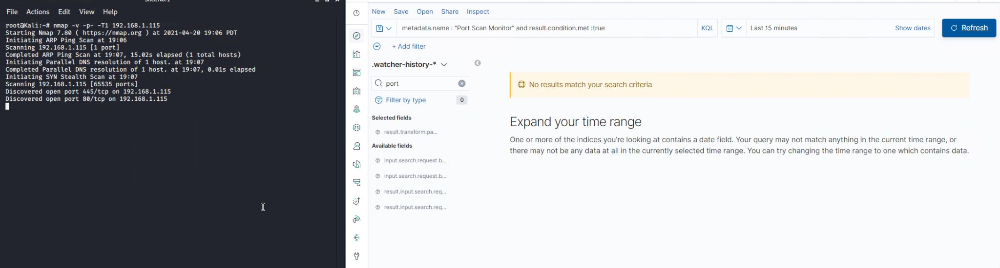 Shell No.1
File Actions Edit View Help
root@Kali:~# nmap -v -p- -T1 192.168.1.115
Starting Nmap 7.80 ( https://nmap.org ) at 2021-04-20 19:06 PDT
Initiating ARP Ping Scan at 19:06
Scanning 192.168.1.115 [1 port]
Completed ARP Ping Scan at 19:07, 15.02s elapsed (1 total hosts)
Initiating Parallel DNS resolution of 1 host. at 19:07
Completed Parallel DNS resolution of 1 host. at 19:07, 0.01s elapsed
Initiating SYN Stealth Scan at 19:07
Scanning 192.168.1.115 [65535 ports]
Discovered open port 445/tcp on 192.168.1.115
Discovered open port 80/tcp on 192.168.1.115
New Save Open Share Inspect
metadata.name : "Port Scan Monitor" and result.condition.met :true KQL Last 15 minutes Show dates Refresh
+ Add filter
.watcher-history-*
port
Filter by type 0
Selected fields
result.transform.pa...
Available fields
input.search.request.b...
input.search.request.b...
result.input.search.req...
result.input.search.req...
No results match your search criteria
Expand your time range
One or more of the indices you're looking at contains a date field. Your query may not match anything in the current time range, or
there may not be any data at all in the currently selected time range. You can try changing the time range to one which contains data.